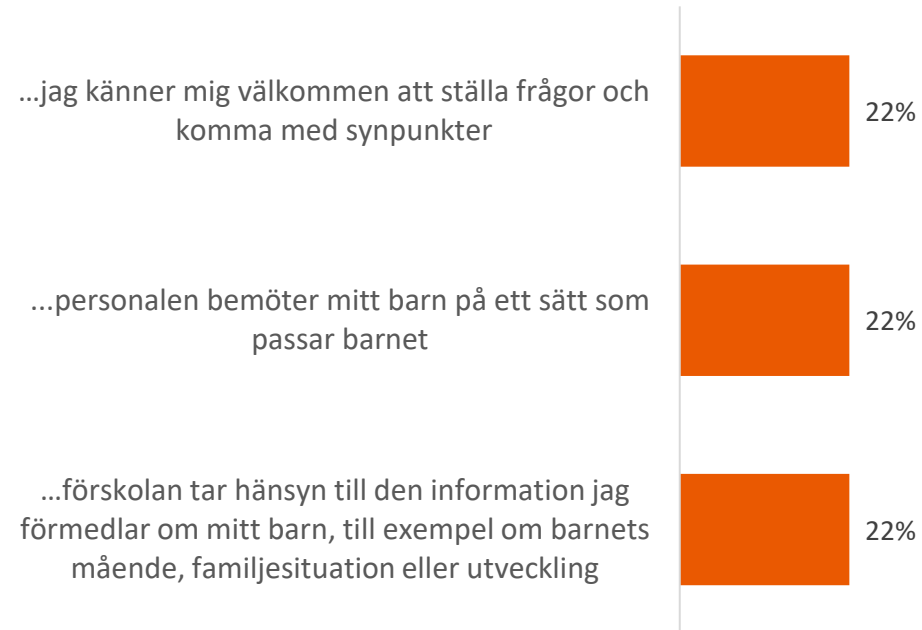 …jag känner mig välkommen att ställa frågor och
komma med synpunkter
22%
...personalen bemöter mitt barn på ett sätt som
passar barnet
22%
…förskolan tar hänsyn till den information jag
förmedlar om mitt barn, till exempel om barnets
mående, familjesituation eller utveckling
22%